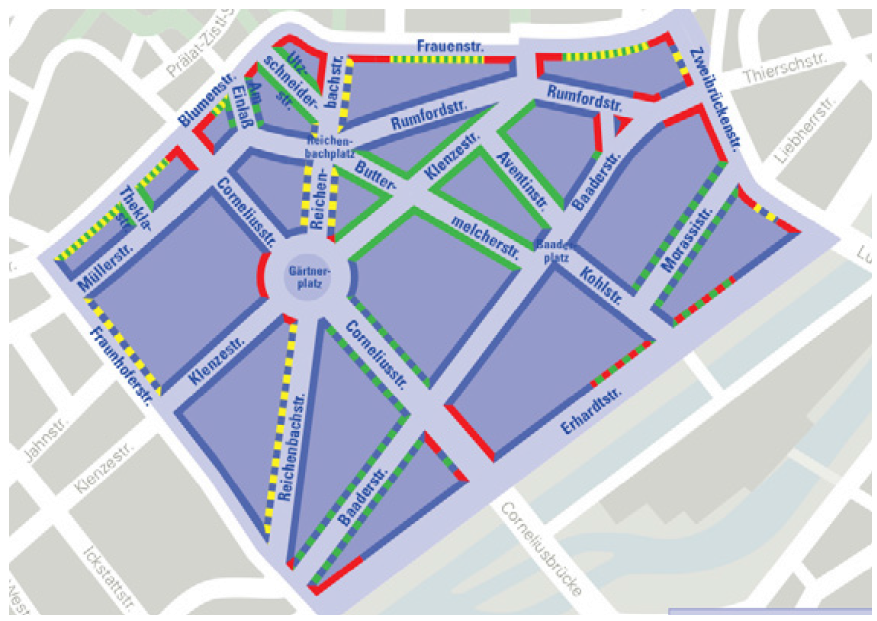 Prälat-Zistl-S
Blumenstr.
Utz-
schneider-
str.
bachstr.
Frauenstr.
Zweibrückenstr.
Thierschstr.
Am
Einlaß
Rumfordstr.
Rumfordstr.
Liebherrstr.
Reichen-
bachplatz
Klenzestr.
Butter-
melcherstr.
Aventinstr.
Baaderstr.
Thekla-
str.
Müllerstr.
Corneliusstr.
Reichen-
Gärtner-
platz
Baader-
platz
Kohlstr.
Morassistr.
Lu
r.
Fraunhoferstr.
Klenzestr.
Corneliusstr.
Erhardtstr.
Jahnstr.
Klenzestr.
Reichenbachstr.
Baaderstr.
Corneliusbrücke
Ickstattstr.
West